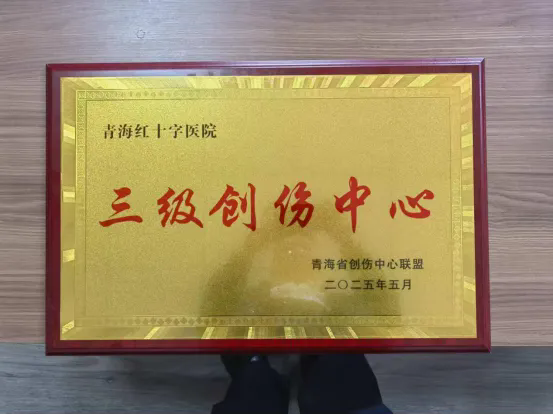 青海红十字医院
三级创伤中心
青海省创伤中心联盟
二〇二五年五月